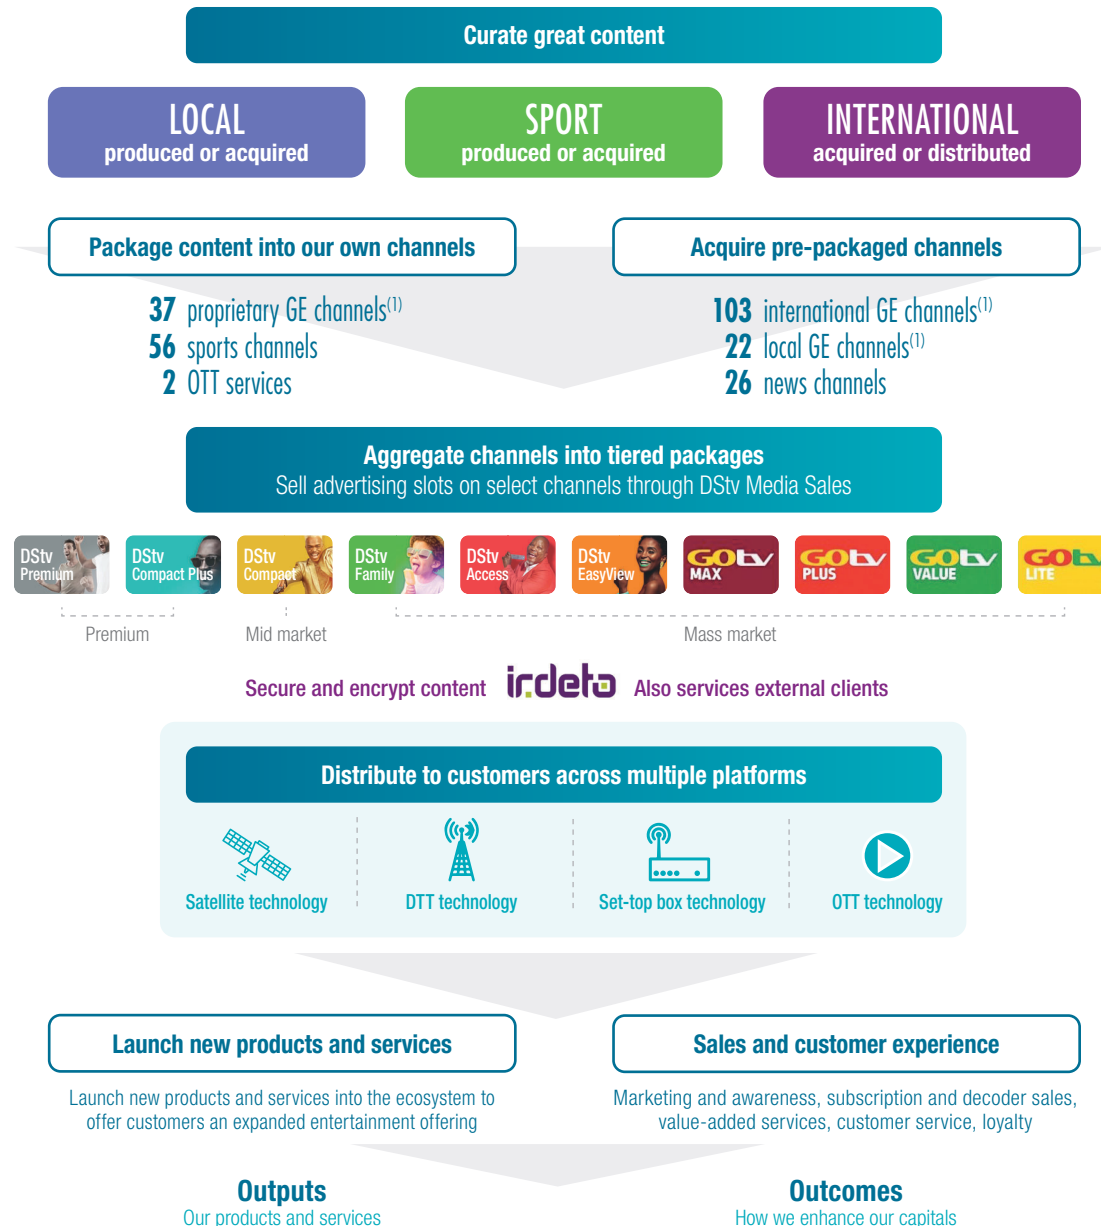 Curate great content
LOCAL
produced or acquired
SPORT
produced or acquired
INTERNATIONAL
acquired or distributed
Package content into our own channels
37 proprietary GE channels(1)
56 sports channels
2 OTT services
Acquire pre-packaged channels
103 international GE channels(1)
22 local GE channels(1)
26 news channels
Aggregate channels into tiered packages
Sell advertising slots on select channels through DStv Media Sales
DStv
Premium
DStv
Compact Plus
DStv
Compact
DStv
Family
DStv
Access
DStv
EasyView
GOtv
MAX
GOtv
PLUS
GOtv
VALUE
GOtv
LITE
Premium
Mid market
Mass market
Secure and encrypt content
irdeto
Also services external clients
Distribute to customers across multiple platforms
Satellite technology
DTT technology
Set-top box technology
OTT technology
Launch new products and services
Launch new products and services into the ecosystem to
offer customers an expanded entertainment offering
Sales and customer experience
Marketing and awareness, subscription and decoder sales,
value-added services, customer service, loyalty
Outputs
Our products and services
Outcomes
How we enhance our capitals